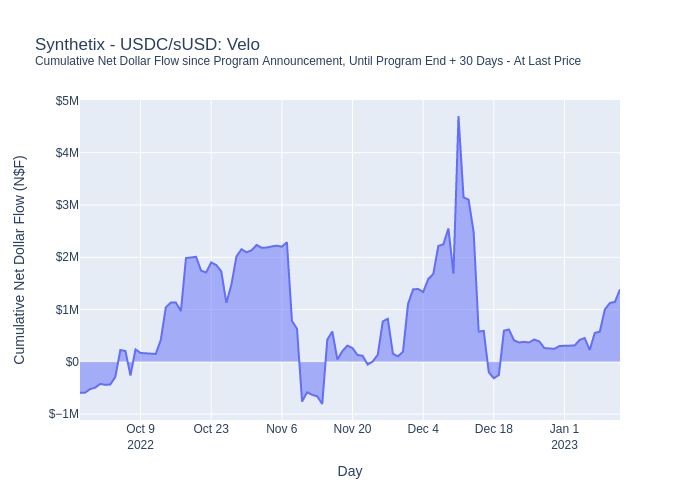 Synthetix - USDC/sUSD: Velo
Cumulative Net Dollar Flow since Program Announcement, Until Program End + 30 Days - At Last Price
Cumulative Net Dollar Flow (N$F)
$5M
$4M
$3M
$2M
$1M
$0
−$1M
Oct 9 Oct 23 Nov 6 Nov 20 Dec 4 Dec 18 Jan 1
2022 2023
Day